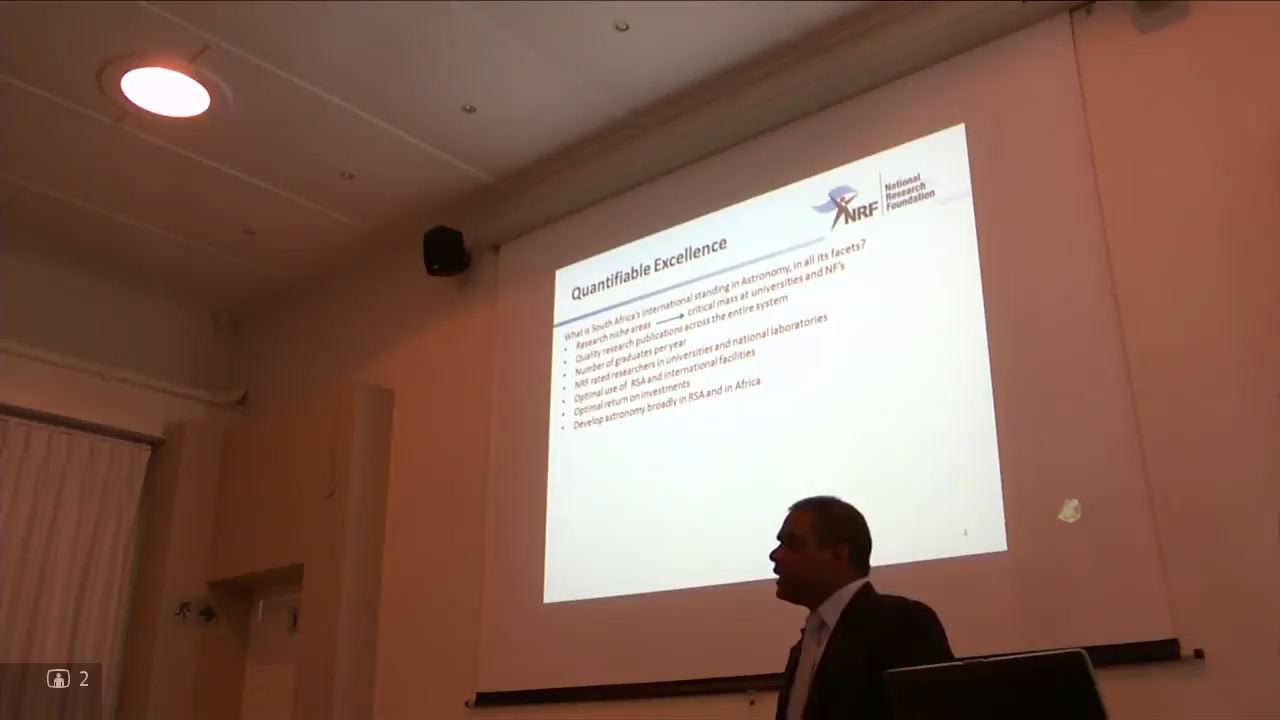 NRF
National
Research
Foundation
Quantifiable Excellence
What is South Africa's international standing in Astronomy, in all its facets?
• Research niche areas → critical mass at universities and NF's
• Quality research publications across the entire system
• Number of graduates per year
• NRF rated researchers in universities and national laboratories
• Optimal use of RSA and international facilities
• Optimal return on investments
• Develop astronomy broadly in RSA and in Africa
4
2